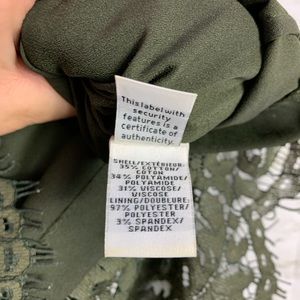 This label with
security
features is a
certificate of
authenticity.
SHELL/EXTÉRIEUR:
35% COTTON/
COTON
34% POLYAMIDE/
POLYAMIDE
31% VISCOSE/
VISCOSE
LINING/DOUBLURE:
97% POLYESTER/
POLYESTER
3% SPANDEX/
SPANDEX